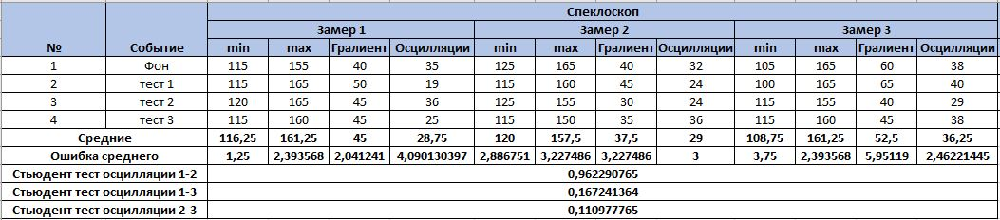 Спеклоскоп
Замер 1 Замер 2 Замер 3
№ Событие min max Гралиент Осцилляции min max Гралиент Осцилляции min max Гралиент Осцилляции
1 Фон 115 155 40 35 125 165 40 32 105 165 60 38
2 тест 1 115 165 50 19 115 160 45 24 100 165 65 40
3 тест 2 120 165 45 36 125 155 30 24 115 155 40 29
4 тест 3 115 160 45 25 115 150 35 36 115 160 45 38
Средние 116,25 161,25 45 28,75 120 157,5 37,5 29 108,75 161,25 52,5 36,25
Ошибка среднего 1,25 2,393568 2,041241 4,090130397 2,886751 3,227486 3,227486 3 3,75 2,393568 5,95119 2,46221445
Стьюдент тест осцилляции 1-2 0,962290765
Стьюдент тест осцилляции 1-3 0,167241364
Стьюдент тест осцилляции 2-3 0,110977765